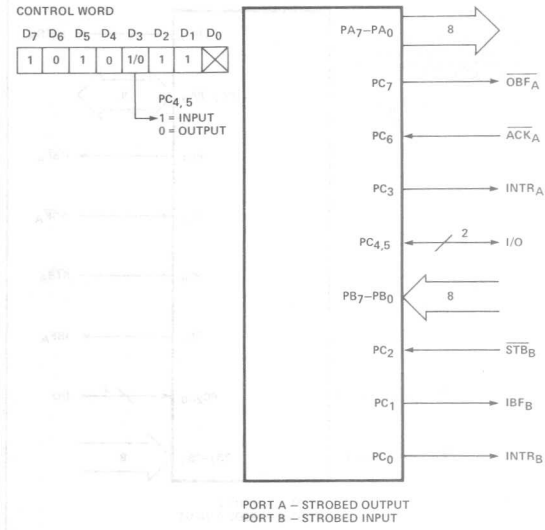 CONTROL WORD
D7 D6 D5 D4 D3 D2 D1 D0
1 0 1 0 1/0 1 1
PC4, 5
1 = INPUT
0 = OUTPUT
PA7–PA0 8
PC7 OBFA
PC6 ACKA
PC3 INTRA
PC4,5 2 I/O
PB7–PB0 8
PC2 STBB
PC1 IBFB
PC0 INTRB
PORT A – STROBED OUTPUT
PORT B – STROBED INPUT